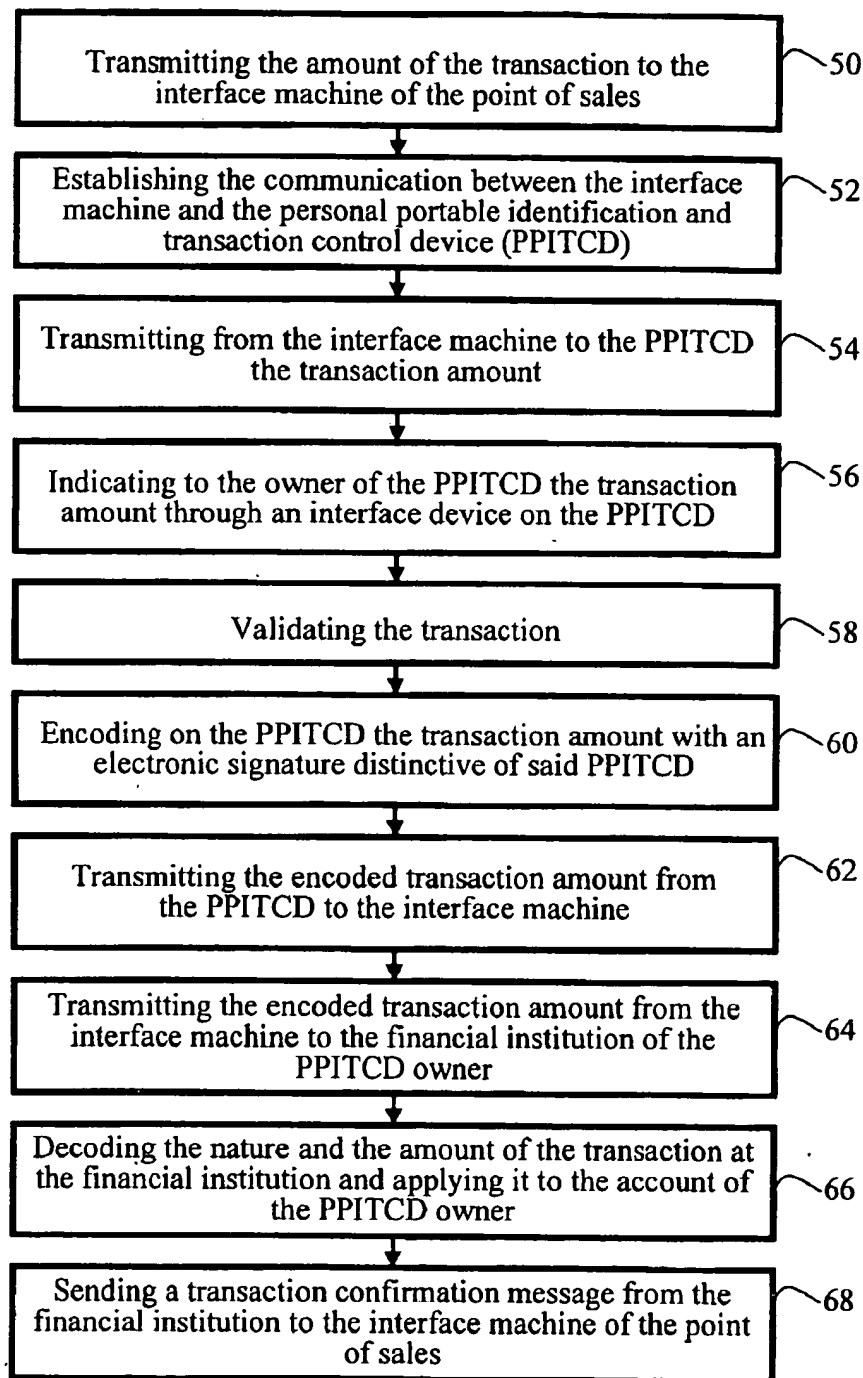 Transmitting the amount of the transaction to the
interface machine of the point of sales
50
Establishing the communication between the interface
machine and the personal portable identification and
transaction control device (PPITCD)
52
Transmitting from the interface machine to the PPITCD
the transaction amount
54
Indicating to the owner of the PPITCD the transaction
amount through an interface device on the PPITCD
56
Validating the transaction
58
Encoding on the PPITCD the transaction amount with an
electronic signature distinctive of said PPITCD
60
Transmitting the encoded transaction amount from
the PPITCD to the interface machine
62
Transmitting the encoded transaction amount from the
interface machine to the financial institution of the
PPITCD owner
64
Decoding the nature and the amount of the transaction at
the financial institution and applying it to the account of
the PPITCD owner
66
Sending a transaction confirmation message from the
financial institution to the interface machine of the point
of sales
68